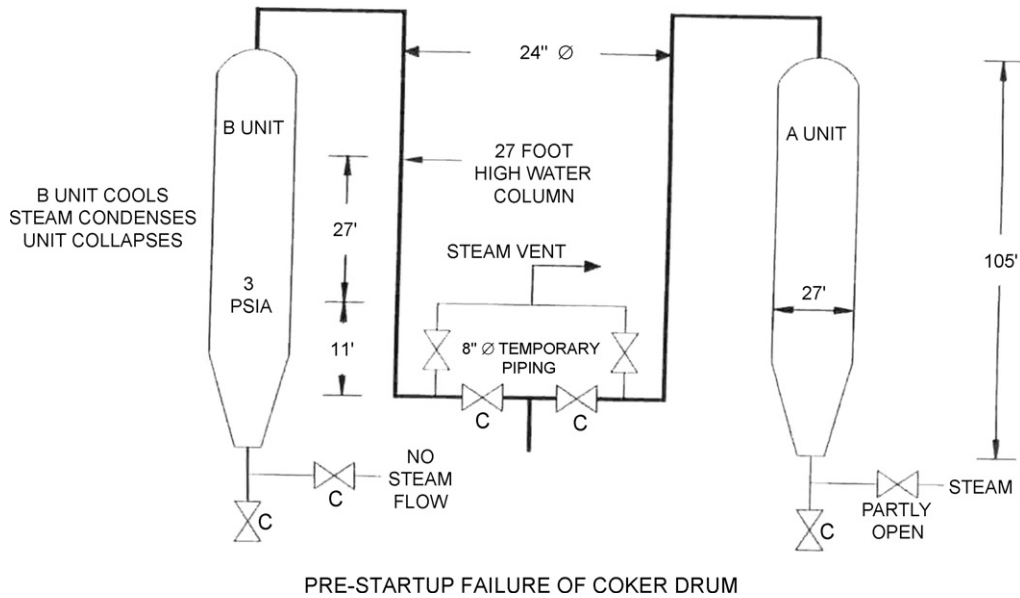 24" Ø
B UNIT
A UNIT
27 FOOT
HIGH WATER
COLUMN
B UNIT COOLS
STEAM CONDENSES
UNIT COLLAPSES
27'
STEAM VENT
105'
3
PSIA
27'
11'
8" Ø TEMPORARY
PIPING
C
C
NO
STEAM
FLOW
C
C
STEAM
PARTLY
OPEN
C
PRE-STARTUP FAILURE OF COKER DRUM